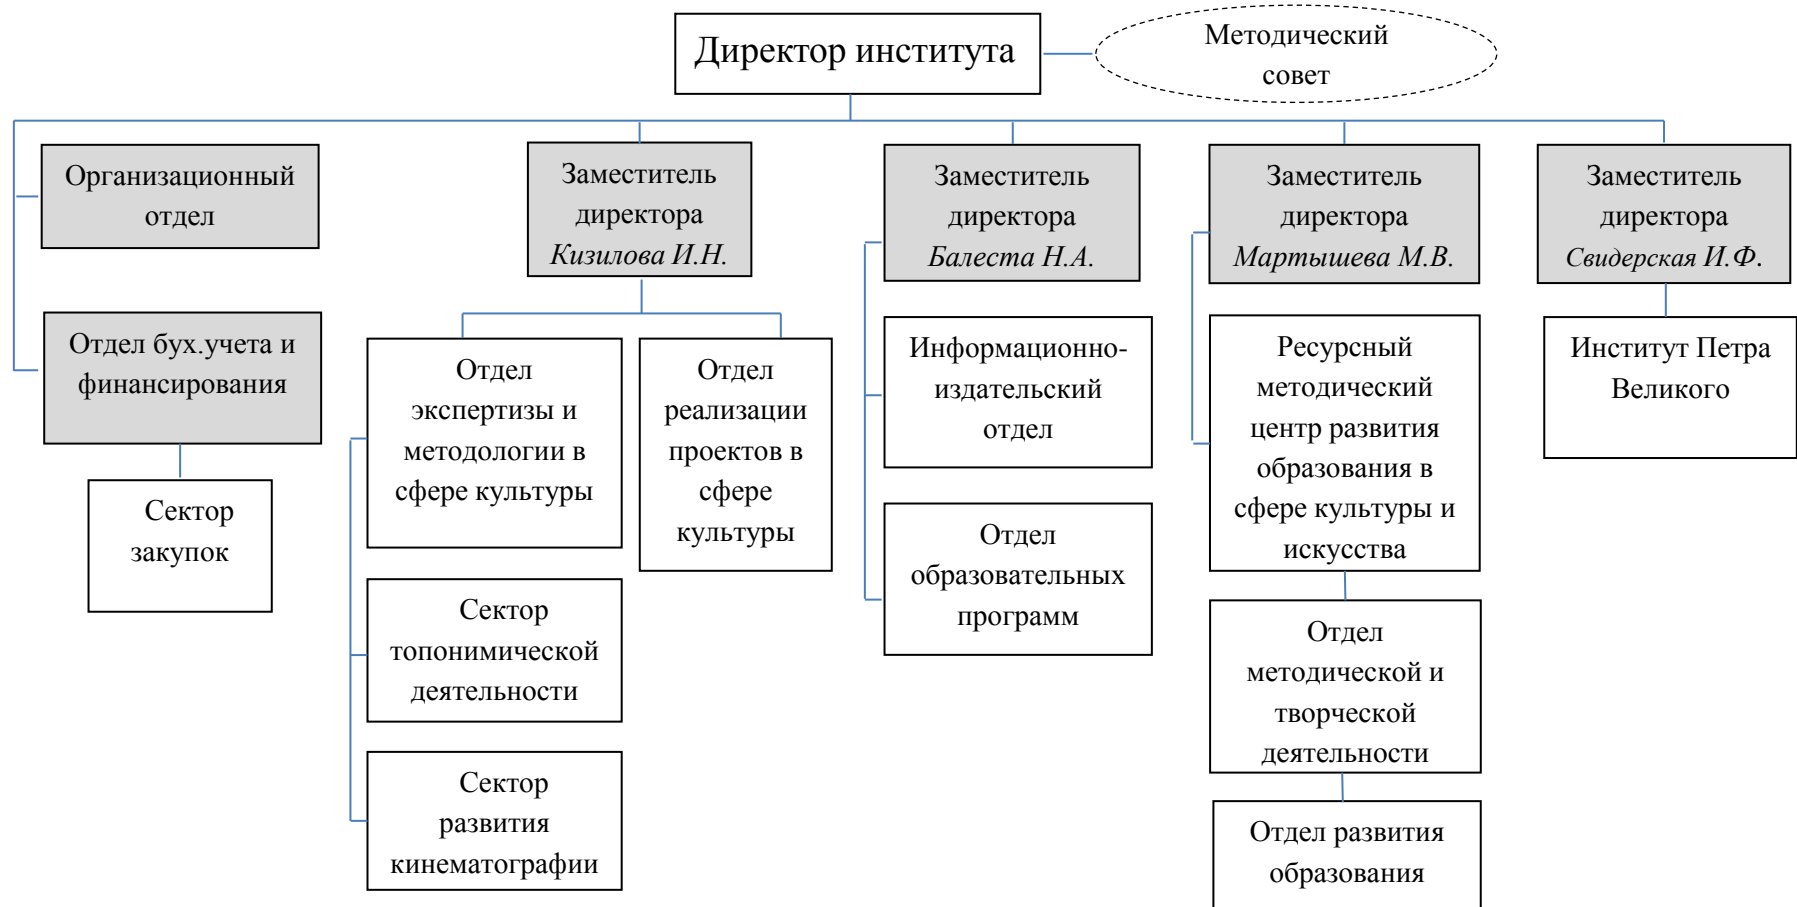 Директор института
Методический
совет
Организационный
отдел
Заместитель
директора
Кизилова И.Н.
Заместитель
директора
Балеста Н.А.
Заместитель
директора
Мартышева М.В.
Заместитель
директора
Свидерская И.Ф.
Отдел бух.учета и
финансирования
Сектор
закупок
Отдел
экспертизы и
методологии в
сфере культуры
Отдел
реализации
проектов в
сфере
культуры
Сектор
топонимической
деятельности
Сектор
развития
кинематографии
Информационно-
издательский
отдел
Отдел
образовательных
программ
Ресурсный
методический
центр развития
образования в
сфере культуры и
искусства
Отдел
методической и
творческой
деятельности
Отдел развития
образования
Институт Петра
Великого